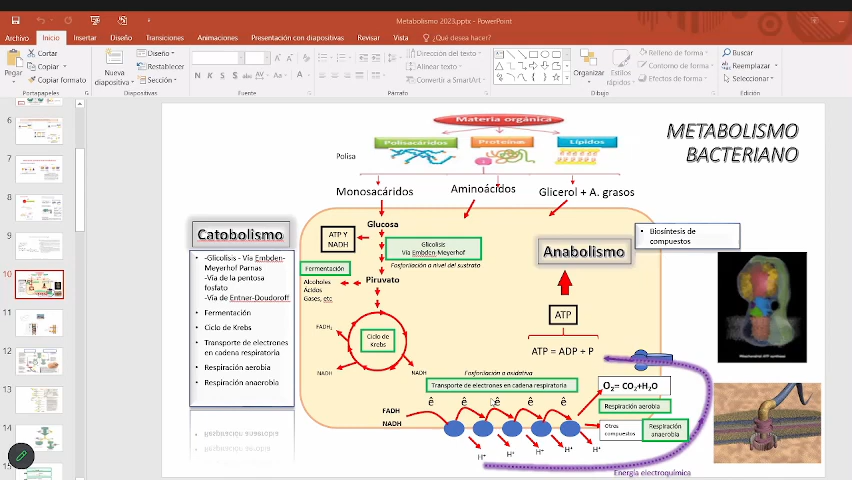 Metabolismo 2023.pptx - PowerPoint
Archivo Inicio Insertar Diseño Transiciones Animaciones Presentación con diapositivas Revisar Vista ¿Qué desea hacer?
Cortar
Copiar
Copiar formato
Pegar
Portapapeles
Nueva
diapositiva
Diseño
Restablecer
Sección
Diapositivas
N K S
Fuente
Dirección del texto
Alinear texto
Convertir a SmartArt
Párrafo
Organizar
Estilos
rápidos
Relleno de forma
Contorno de forma
Efectos de forma
Dibujo
Buscar
Reemplazar
Seleccionar
Edición
6
7
8
9
10
11
12
13
14
15
METABOLISMO
BACTERIANO
Materia orgánica
Polisacáridos Proteínas Lípidos
Polisa
Monosacáridos Aminoácidos Glicerol + A. grasos
Catobolismo
-Glicolisis - Vía Embden-
Meyerhof Parnas
-Vía de la pentosa
fosfato
-Vía de Entner-Doudoroff
• Fermentación
• Ciclo de Krebs
• Transporte de electrones
en cadena respiratoria
• Respiración aerobia
• Respiración anaerobia
Glucosa
ATP Y
NADH
Glicolisis
Vía Embden-Meyerhof
Fosforilación a nivel del sustrato
Fermentación
Piruvato
Alcoholes
Acidos
Gases, etc
FADH₂
Ciclo de
Krebs
NADH
NADH
Anabolismo
• Biosíntesis de
compuestos
ATP
ATP = ADP + P
Fosforilación a oxidativa
Transporte de electrones en cadena respiratoria
ê ê ê ê ê
FADH
NADH
H⁺ H⁺ H⁺ H⁺ H⁺
O₂= CO₂+H₂O
Respiración aerobia
Otros
compuestos
Respiración
anaerobia
Energía electroquímica